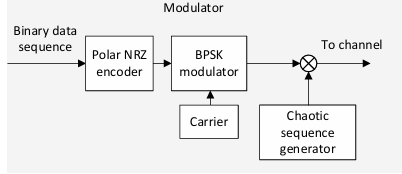 Modulator
Binary data
sequence
Polar NRZ
encoder
BPSK
modulator
To channel
Carrier
Chaotic
sequence
generator